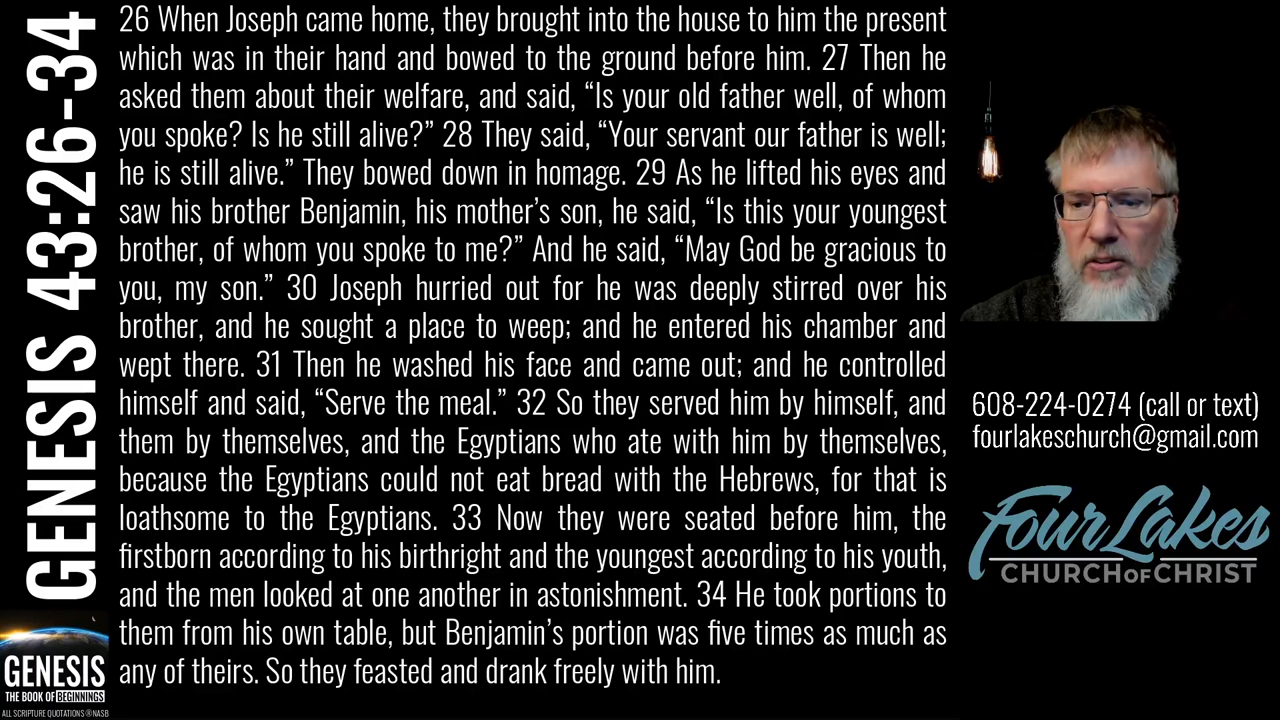 GENESIS 43:26-34
26 When Joseph came home, they brought into the house to him the present
which was in their hand and bowed to the ground before him. 27 Then he
asked them about their welfare, and said, “Is your old father well, of whom
you spoke? Is he still alive?” 28 They said, “Your servant our father is well;
he is still alive.” They bowed down in homage. 29 As he lifted his eyes and
saw his brother Benjamin, his mother’s son, he said, “Is this your youngest
brother, of whom you spoke to me?” And he said, “May God be gracious to
you, my son.” 30 Joseph hurried out for he was deeply stirred over his
brother, and he sought a place to weep; and he entered his chamber and
wept there. 31 Then he washed his face and came out; and he controlled
himself and said, “Serve the meal.” 32 So they served him by himself, and
them by themselves, and the Egyptians who ate with him by themselves,
because the Egyptians could not eat bread with the Hebrews, for that is
loathsome to the Egyptians. 33 Now they were seated before him, the
firstborn according to his birthright and the youngest according to his youth,
and the men looked at one another in astonishment. 34 He took portions to
them from his own table, but Benjamin’s portion was five times as much as
any of theirs. So they feasted and drank freely with him.
GENESIS
THE BOOK OF BEGINNINGS
ALL SCRIPTURE QUOTATIONS ® NASB
608-224-0274 (call or text)
fourlakeschurch@gmail.com
Four Lakes
CHURCH OF CHRIST